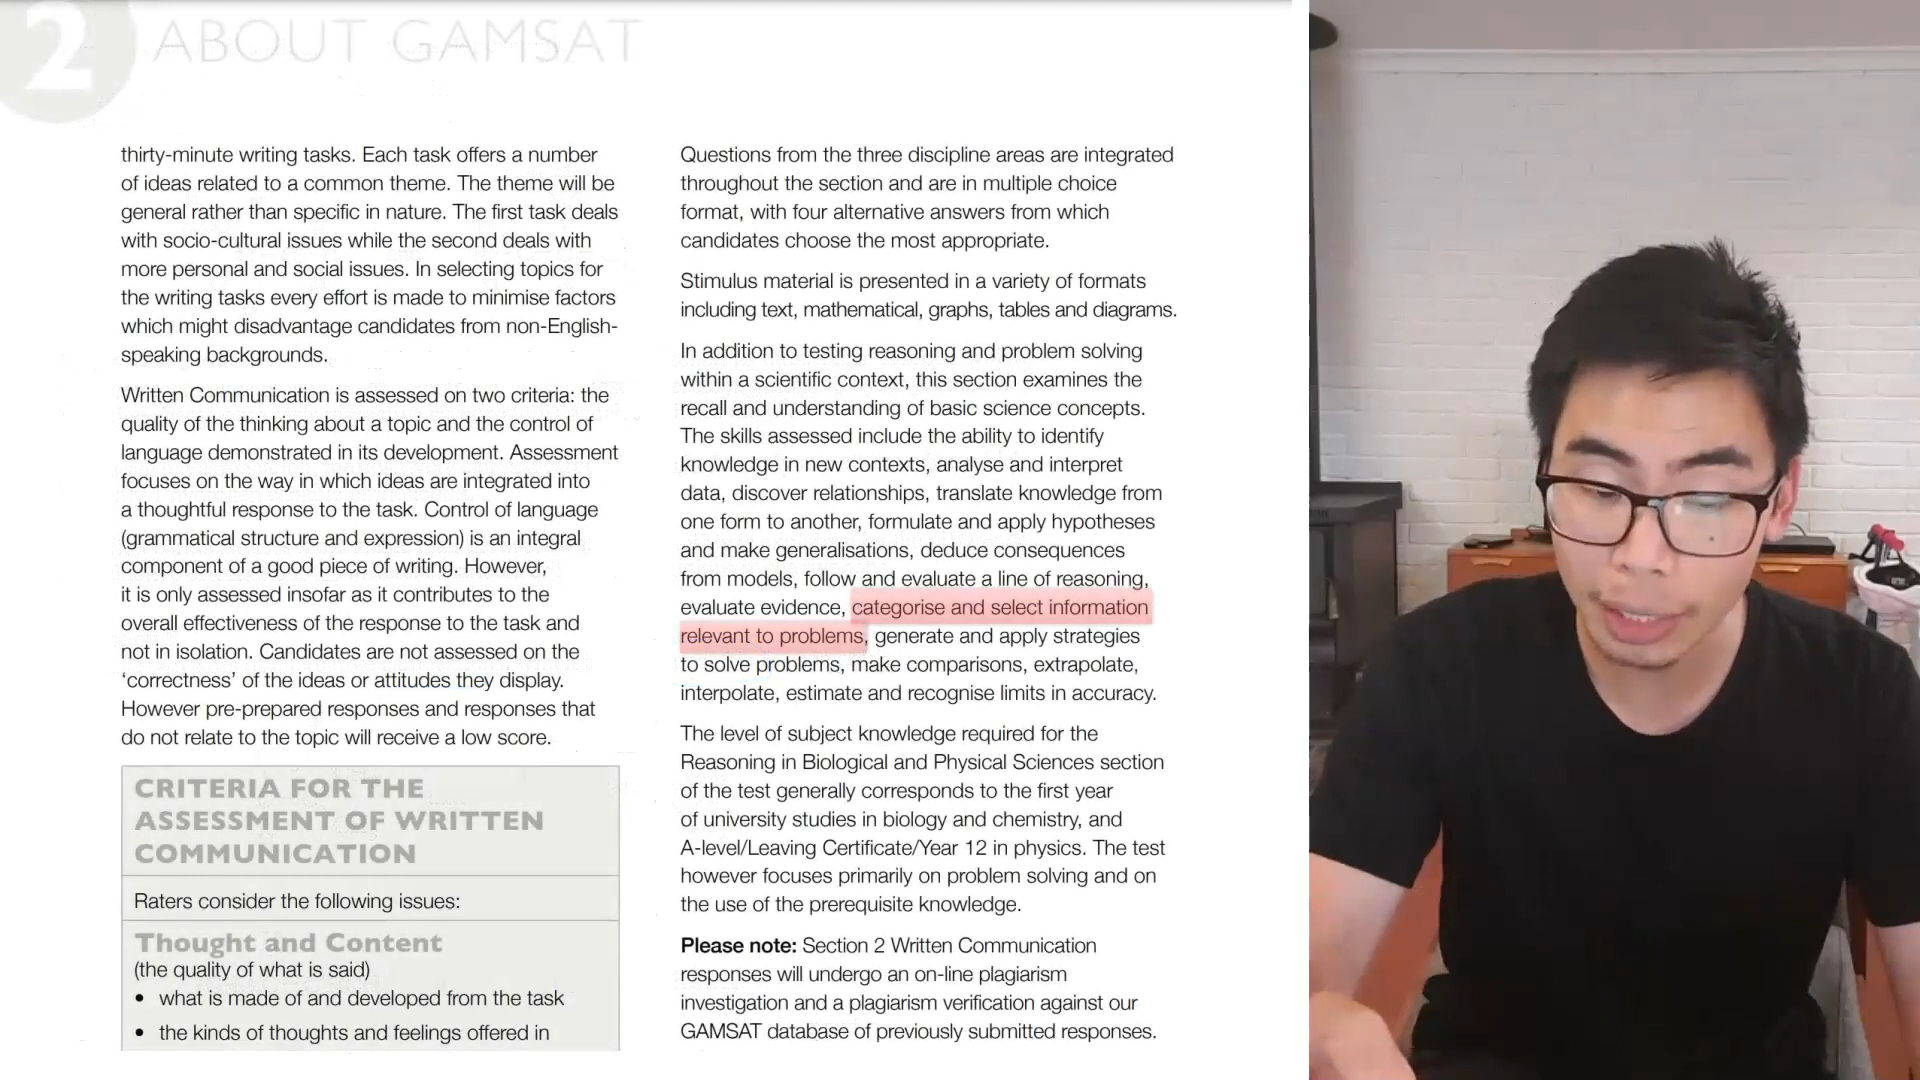 2 ABOUT GAMSAT
thirty-minute writing tasks. Each task offers a number
of ideas related to a common theme. The theme will be
general rather than specific in nature. The first task deals
with socio-cultural issues while the second deals with
more personal and social issues. In selecting topics for
the writing tasks every effort is made to minimise factors
which might disadvantage candidates from non-English-
speaking backgrounds.
Written Communication is assessed on two criteria: the
quality of the thinking about a topic and the control of
language demonstrated in its development. Assessment
focuses on the way in which ideas are integrated into
a thoughtful response to the task. Control of language
(grammatical structure and expression) is an integral
component of a good piece of writing. However,
it is only assessed insofar as it contributes to the
overall effectiveness of the response to the task and
not in isolation. Candidates are not assessed on the
‘correctness’ of the ideas or attitudes they display.
However pre-prepared responses and responses that
do not relate to the topic will receive a low score.
CRITERIA FOR THE
ASSESSMENT OF WRITTEN
COMMUNICATION
Raters consider the following issues:
Thought and Content
(the quality of what is said)
• what is made of and developed from the task
• the kinds of thoughts and feelings offered in
Questions from the three discipline areas are integrated
throughout the section and are in multiple choice
format, with four alternative answers from which
candidates choose the most appropriate.
Stimulus material is presented in a variety of formats
including text, mathematical, graphs, tables and diagrams.
In addition to testing reasoning and problem solving
within a scientific context, this section examines the
recall and understanding of basic science concepts.
The skills assessed include the ability to identify
knowledge in new contexts, analyse and interpret
data, discover relationships, translate knowledge from
one form to another, formulate and apply hypotheses
and make generalisations, deduce consequences
from models, follow and evaluate a line of reasoning,
evaluate evidence, categorise and select information
relevant to problems, generate and apply strategies
to solve problems, make comparisons, extrapolate,
interpolate, estimate and recognise limits in accuracy.
The level of subject knowledge required for the
Reasoning in Biological and Physical Sciences section
of the test generally corresponds to the first year
of university studies in biology and chemistry, and
A-level/Leaving Certificate/Year 12 in physics. The test
however focuses primarily on problem solving and on
the use of the prerequisite knowledge.
Please note: Section 2 Written Communication
responses will undergo an on-line plagiarism
investigation and a plagiarism verification against our
GAMSAT database of previously submitted responses.